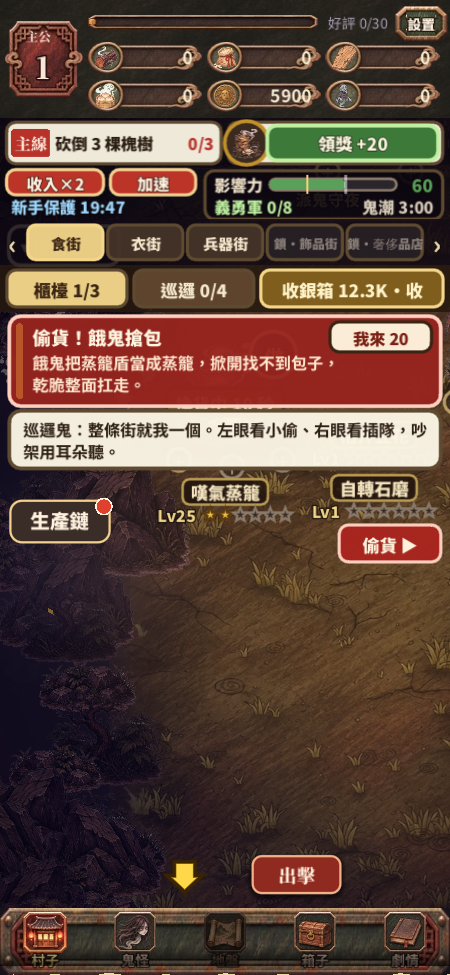 主公
1
好評 0/30
設置
0
0
0
0
5900
0
主線 砍倒 3 棵槐樹 0/3
領獎 +20
收入×2
加速
影響力 60
新手保護 19:47
義勇軍 0/8 鬼潮 3:00
‹ 食街 衣街 兵器街 鎖·飾品街 鎖·奢侈品店 ›
櫃檯 1/3
巡邏 0/4
收銀箱 12.3K·收
偷貨！餓鬼搶包
我來 20
餓鬼把蒸籠盾當成蒸籠，掀開找不到包子，
乾脆整面扛走。
巡邏鬼：整條街就我一個。左眼看小偷、右眼看插隊，吵
架用耳朵聽。
嘆氣蒸籠
自轉石磨
Lv25 ★★☆☆☆
Lv1 ☆☆☆☆☆
生產鏈
偷貨 ▶
出擊
村子
鬼怪
地盤
箱子
劇情